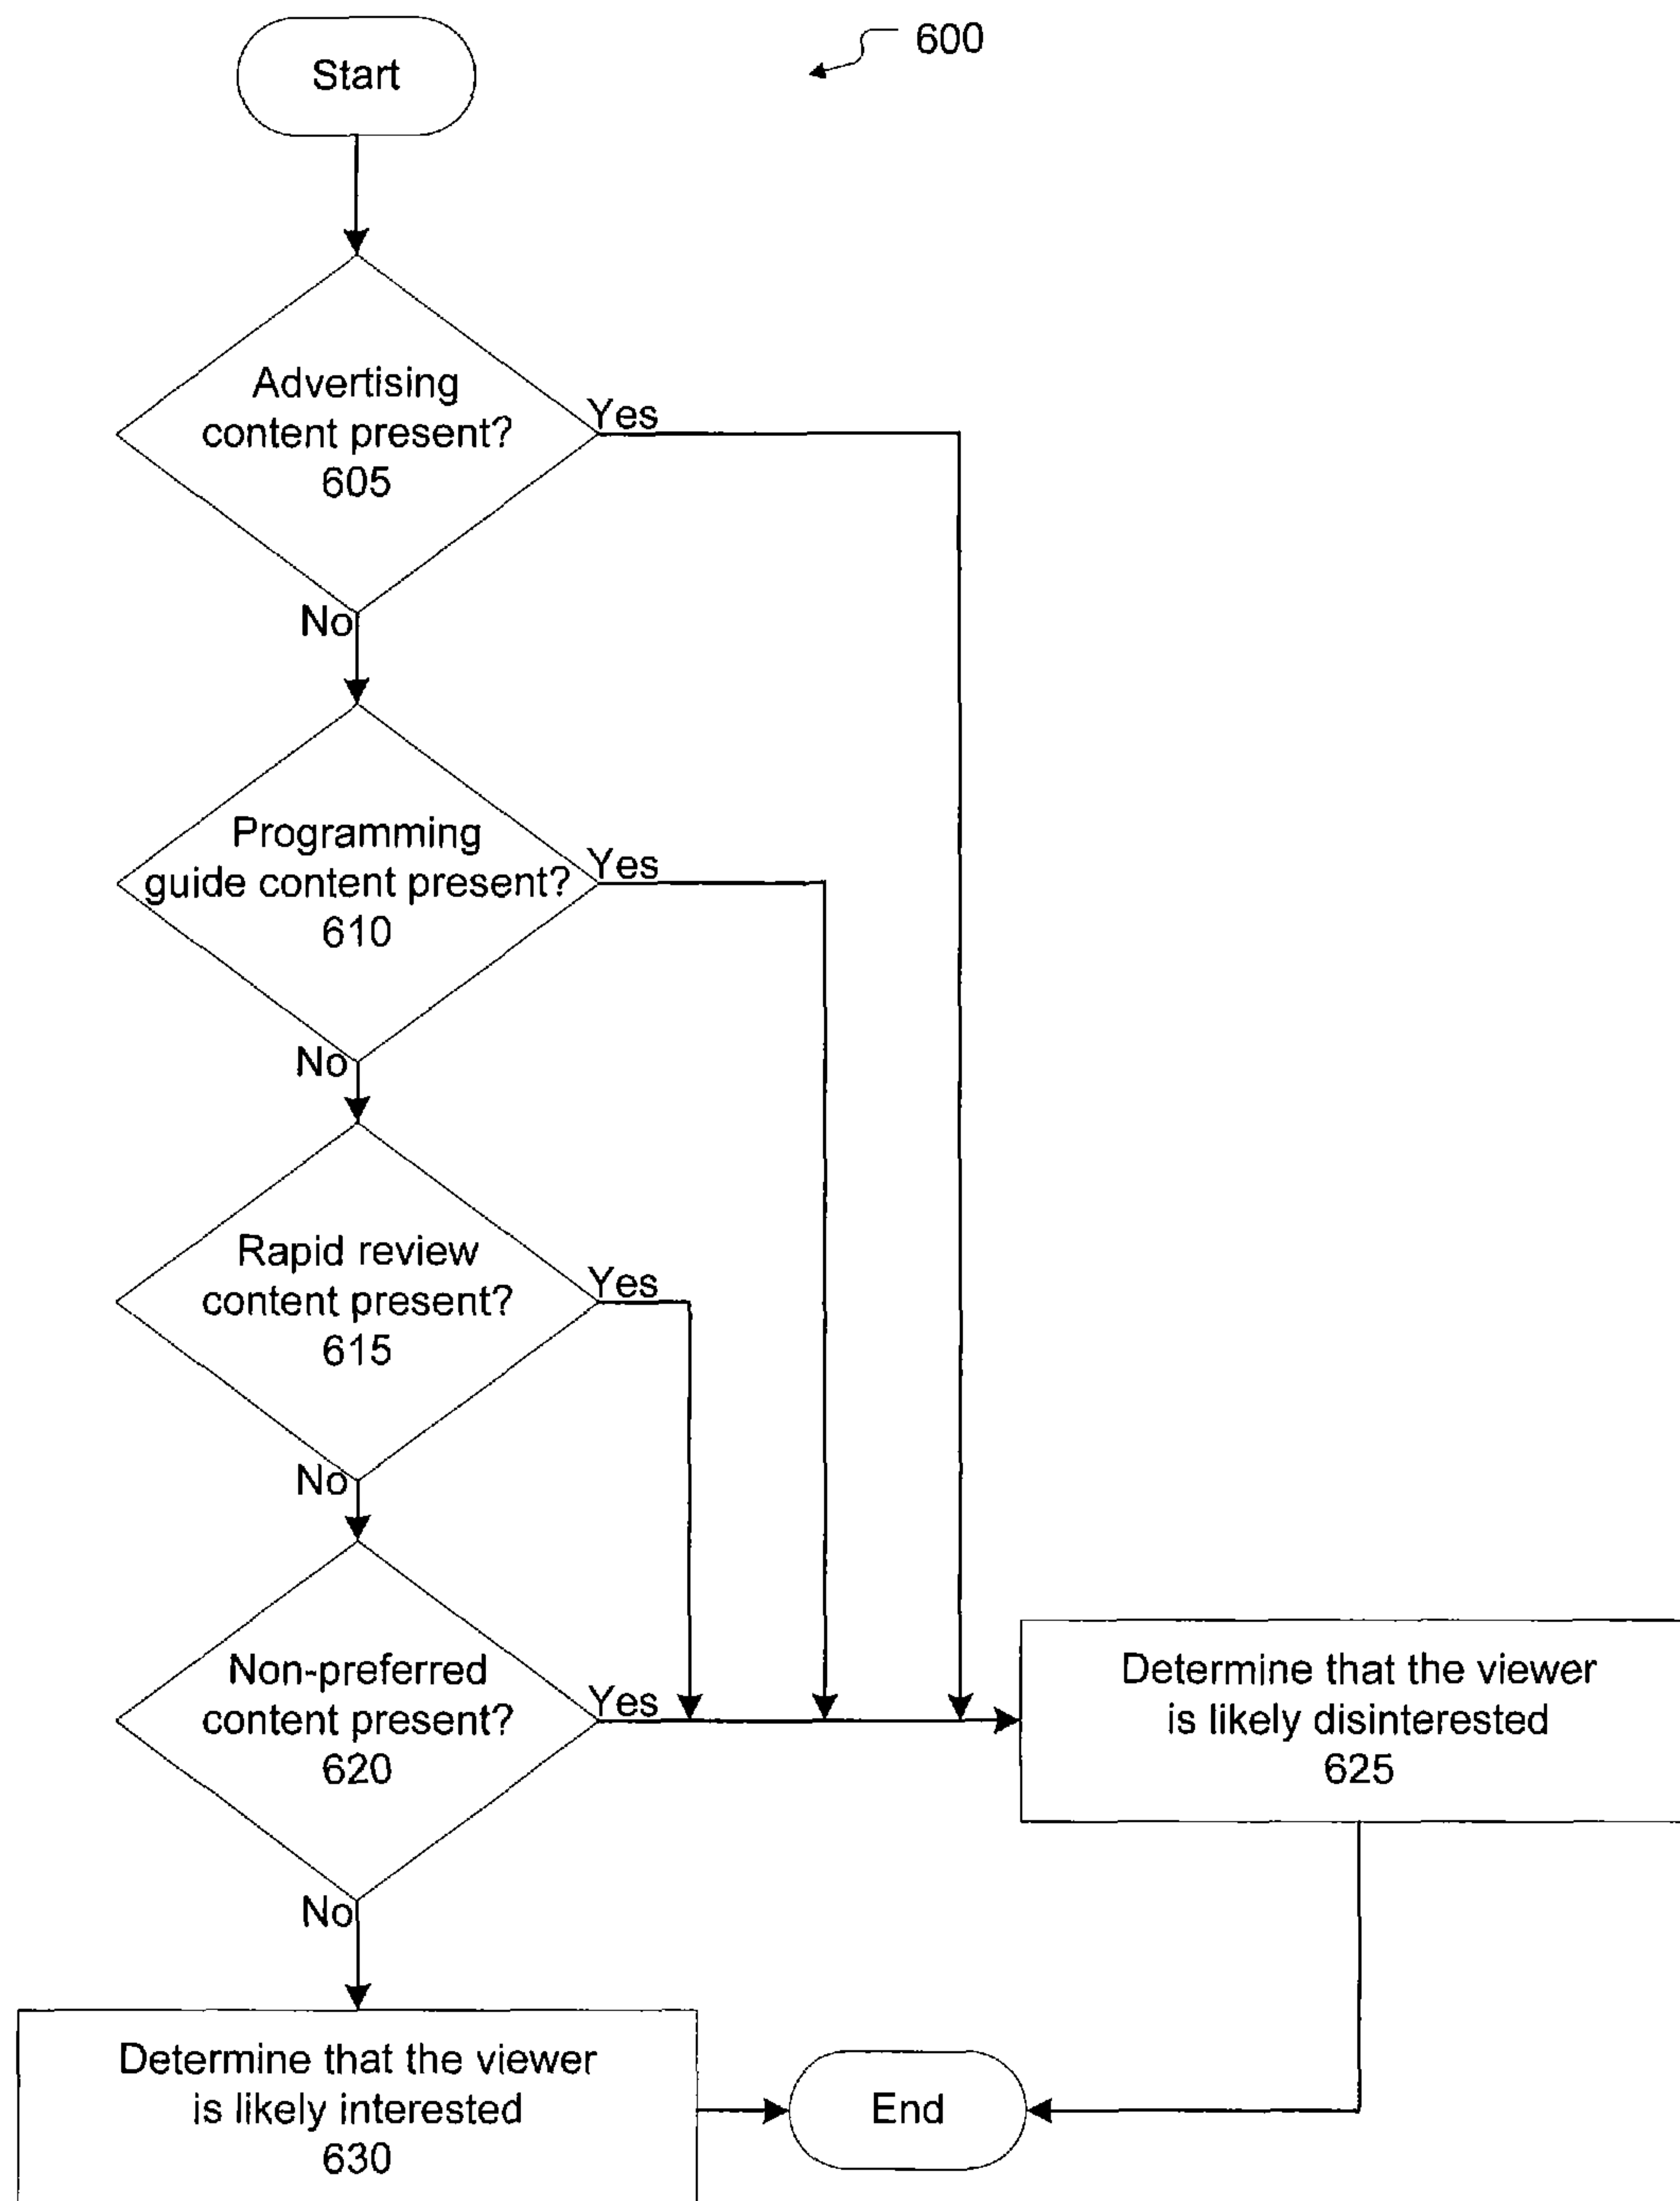 600
Start
Advertising
content present?
605
Yes
No
Programming
guide content present?
610
Yes
No
Rapid review
content present?
615
Yes
No
Non-preferred
content present?
620
Yes
No
Determine that the viewer
is likely disinterested
625
Determine that the viewer
is likely interested
630
End